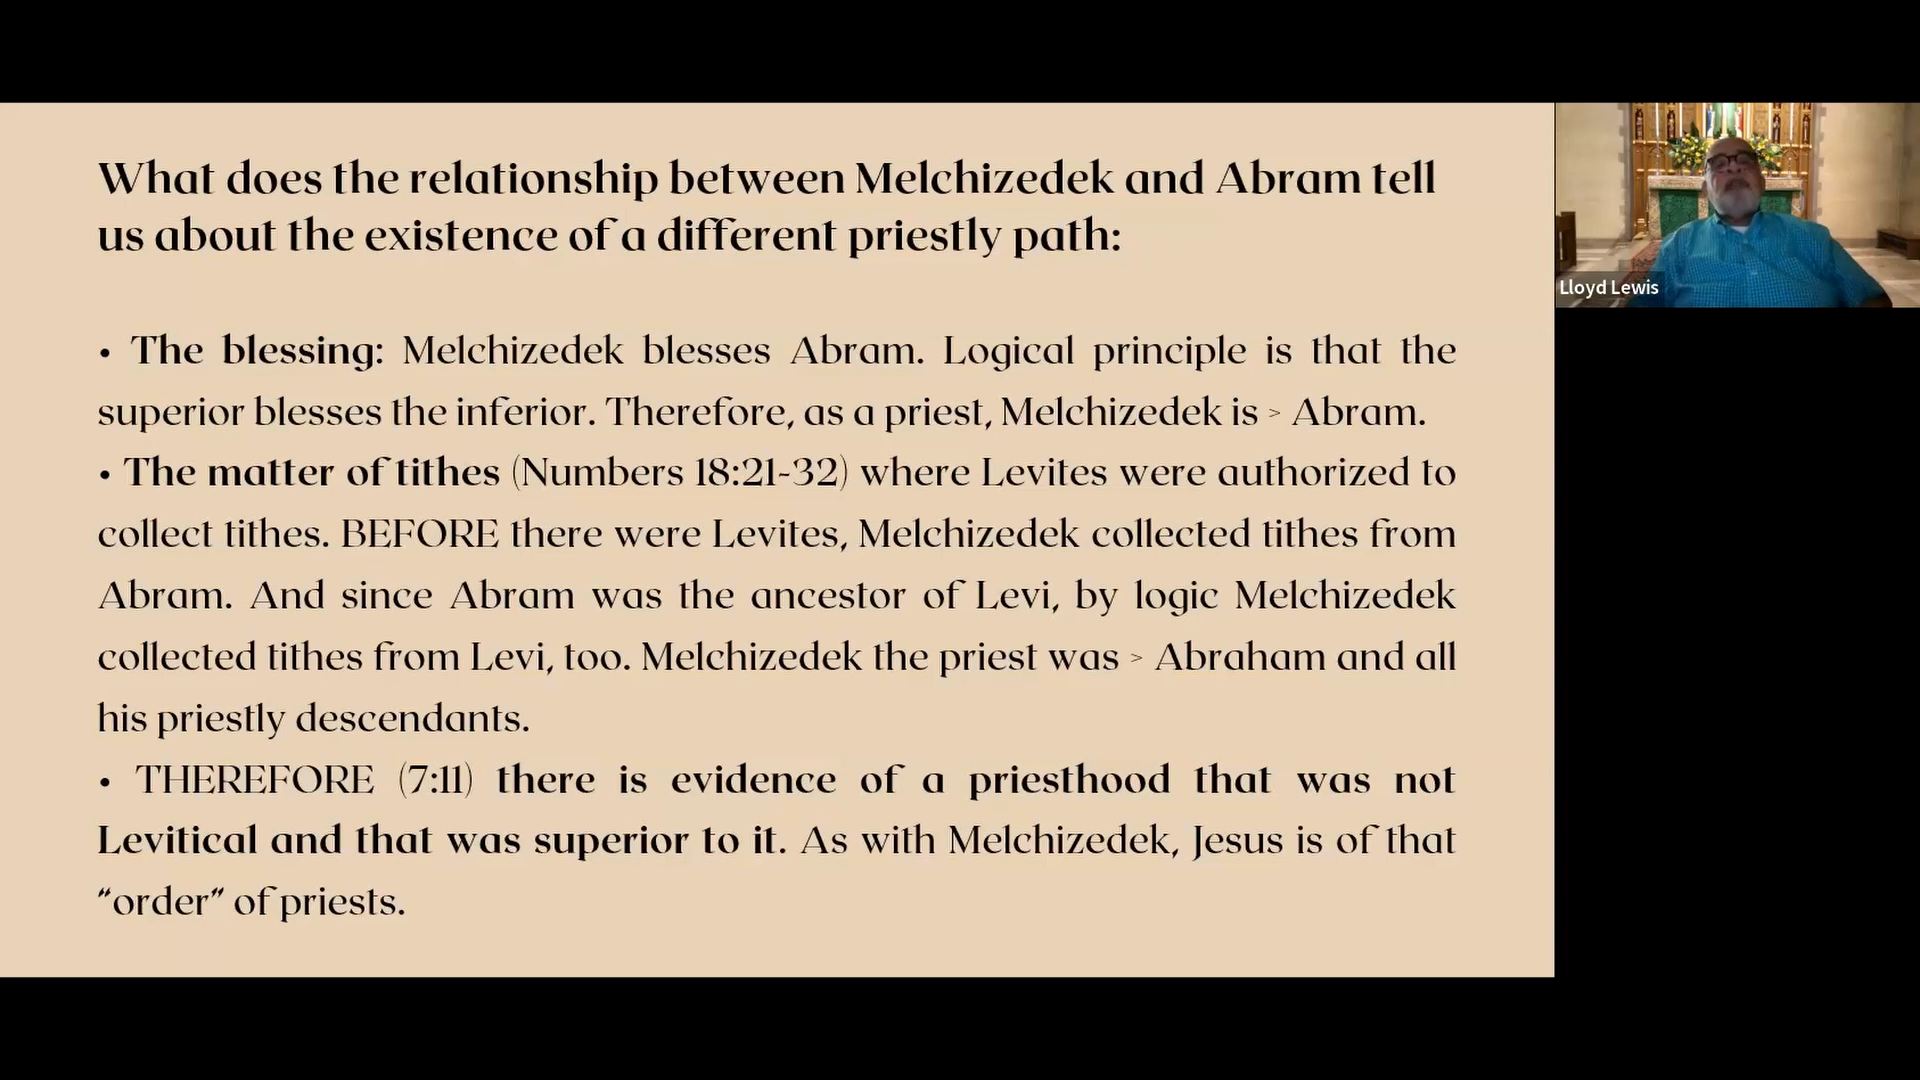 What does the relationship between Melchizedek and Abram tell
us about the existence of a different priestly path:
• The blessing: Melchizedek blesses Abram. Logical principle is that the
superior blesses the inferior. Therefore, as a priest, Melchizedek is > Abram.
• The matter of tithes (Numbers 18:21-32) where Levites were authorized to
collect tithes. BEFORE there were Levites, Melchizedek collected tithes from
Abram. And since Abram was the ancestor of Levi, by logic Melchizedek
collected tithes from Levi, too. Melchizedek the priest was > Abraham and all
his priestly descendants.
• THEREFORE (7:11) there is evidence of a priesthood that was not
Levitical and that was superior to it. As with Melchizedek, Jesus is of that
“order” of priests.
Lloyd Lewis